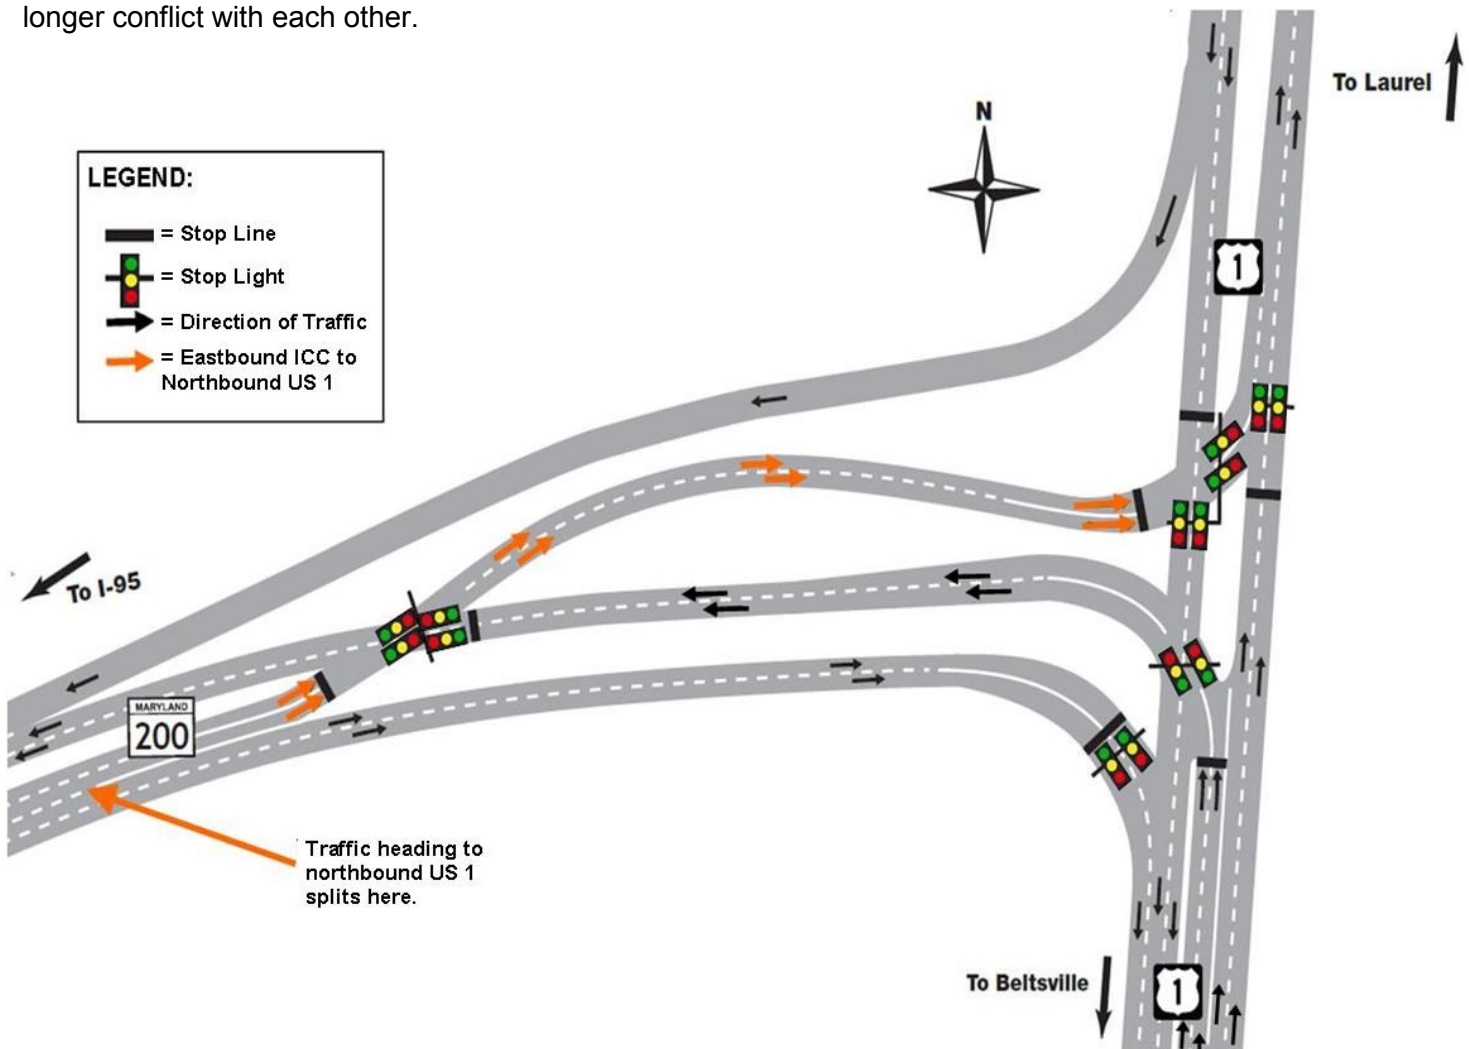 longer conflict with each other.
To Laurel
N
LEGEND:
= Stop Line
= Stop Light
= Direction of Traffic
= Eastbound ICC to
Northbound US 1
1
To I-95
MARYLAND
200
Traffic heading to
northbound US 1
splits here.
To Beltsville
1